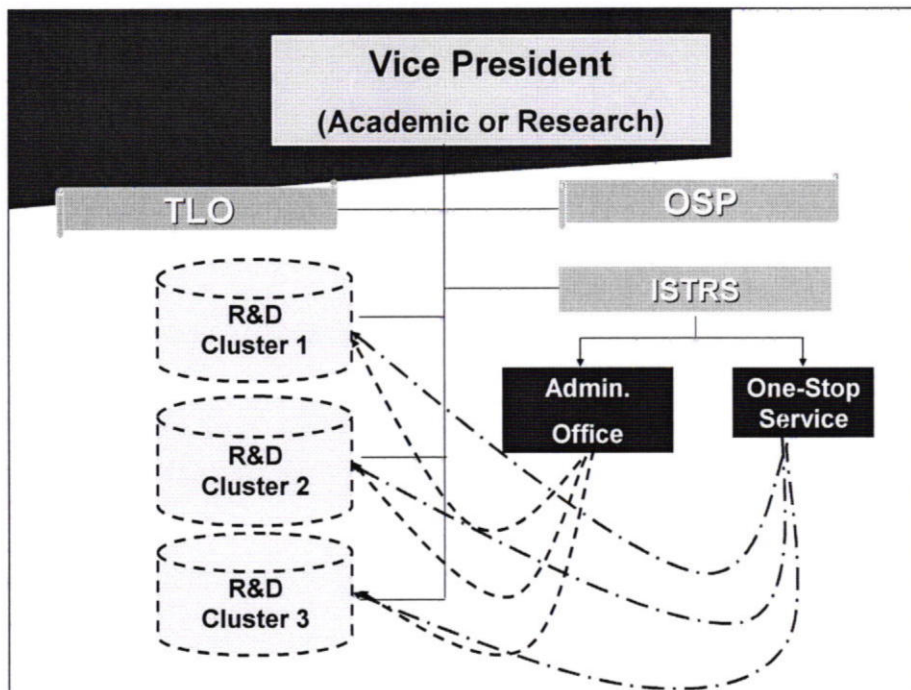 Vice President
(Academic or Research)
TLO
OSP
ISTRS
R&D
Cluster 1
Admin.
Office
One-Stop
Service
R&D
Cluster 2
R&D
Cluster 3